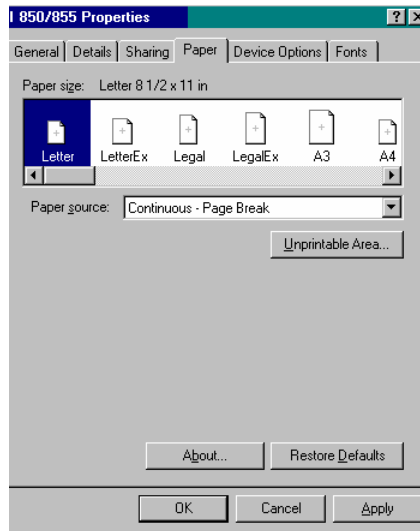 l 850/855 Properties
General Details Sharing Paper Device Options Fonts
Paper size: Letter 8 1/2 x 11 in
Letter LetterEx Legal LegalEx A3 A4
Paper source: Continuous - Page Break
Unprintable Area...
About... Restore Defaults
OK Cancel Apply